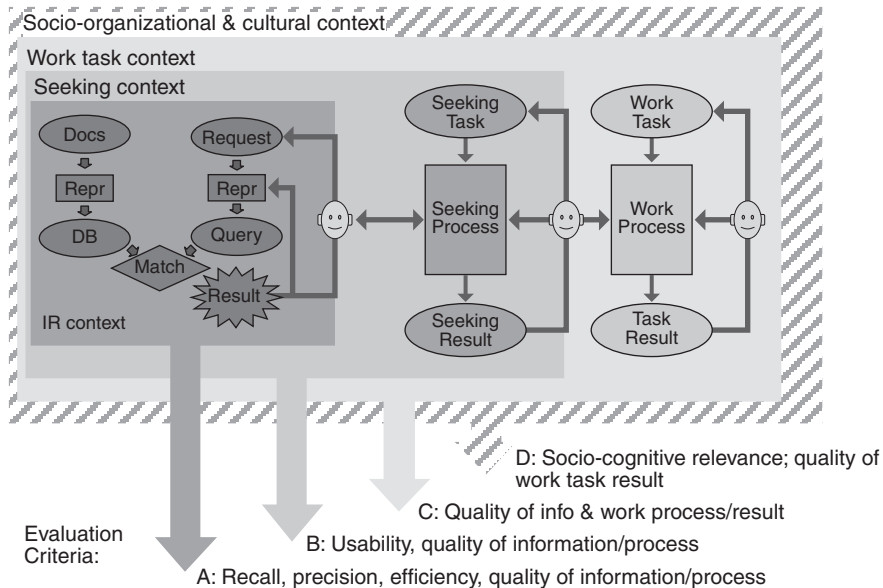 Socio-organizational & cultural context
Work task context
Seeking context
Docs
Repr
DB
Request
Repr
Query
Match
Result
IR context
Seeking
Task
Seeking
Process
Seeking
Result
Work
Task
Work
Process
Task
Result
D: Socio-cognitive relevance; quality of
work task result
C: Quality of info & work process/result
B: Usability, quality of information/process
Evaluation
Criteria:
A: Recall, precision, efficiency, quality of information/process